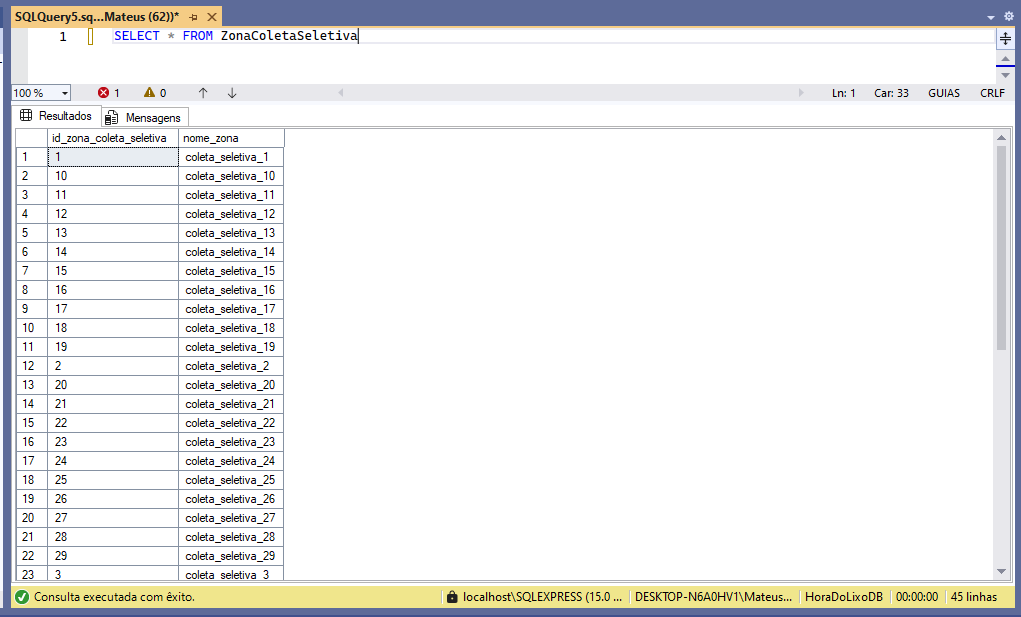 SQLQuery5.sq...Mateus (62))*
1 SELECT * FROM ZonaColetaSeletiva
100 % 1 0 Ln: 1 Car: 33 GUIAS CRLF
Resultados Mensagens
id_zona_coleta_seletiva nome_zona
1 1 coleta_seletiva_1
2 10 coleta_seletiva_10
3 11 coleta_seletiva_11
4 12 coleta_seletiva_12
5 13 coleta_seletiva_13
6 14 coleta_seletiva_14
7 15 coleta_seletiva_15
8 16 coleta_seletiva_16
9 17 coleta_seletiva_17
10 18 coleta_seletiva_18
11 19 coleta_seletiva_19
12 2 coleta_seletiva_2
13 20 coleta_seletiva_20
14 21 coleta_seletiva_21
15 22 coleta_seletiva_22
16 23 coleta_seletiva_23
17 24 coleta_seletiva_24
18 25 coleta_seletiva_25
19 26 coleta_seletiva_26
20 27 coleta_seletiva_27
21 28 coleta_seletiva_28
22 29 coleta_seletiva_29
23 3 coleta_seletiva_3
Consulta executada com êxito. localhost\SQLEXPRESS (15.0 ... DESKTOP-N6A0HV1\Mateus... HoraDoLixoDB 00:00:00 45 linhas